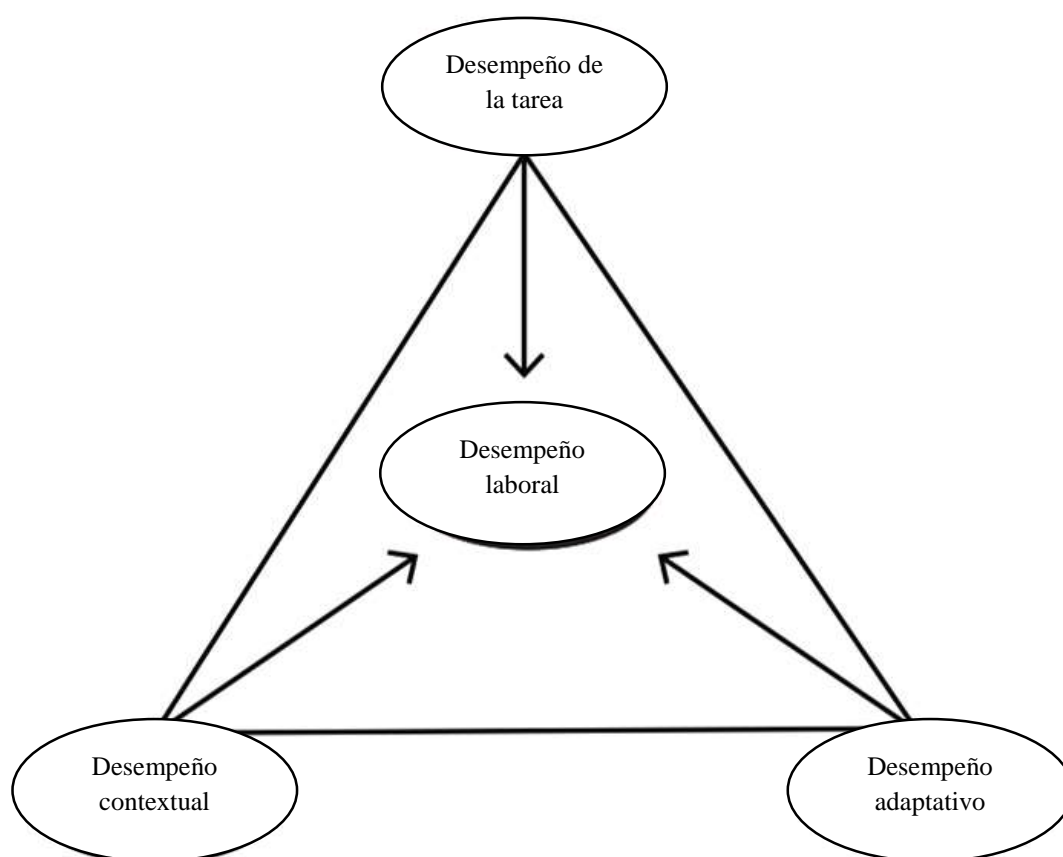 Desempeño de
la tarea
Desempeño
laboral
Desempeño
contextual
Desempeño
adaptativo